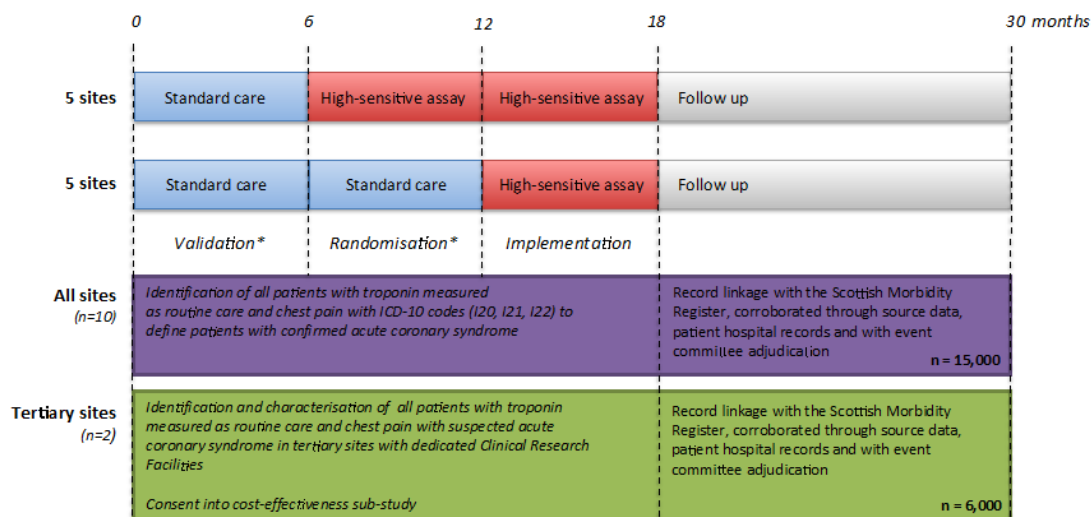 0 6 12 18 30 months
5 sites Standard care High-sensitive assay High-sensitive assay Follow up
5 sites Standard care Standard care High-sensitive assay Follow up
Validation* Randomisation* Implementation
All sites
(n=10)
Identification of all patients with troponin measured
as routine care and chest pain with ICD-10 codes (I20, I21, I22) to
define patients with confirmed acute coronary syndrome
Record linkage with the Scottish Morbidity
Register, corroborated through source data,
patient hospital records and with event
committee adjudication
n = 15,000
Tertiary sites
(n=2)
Identification and characterisation of all patients with troponin
measured as routine care and chest pain with suspected acute
coronary syndrome in tertiary sites with dedicated Clinical Research
Facilities
Consent into cost-effectiveness sub-study
Record linkage with the Scottish Morbidity
Register, corroborated through source data,
patient hospital records and with event
committee adjudication
n = 6,000